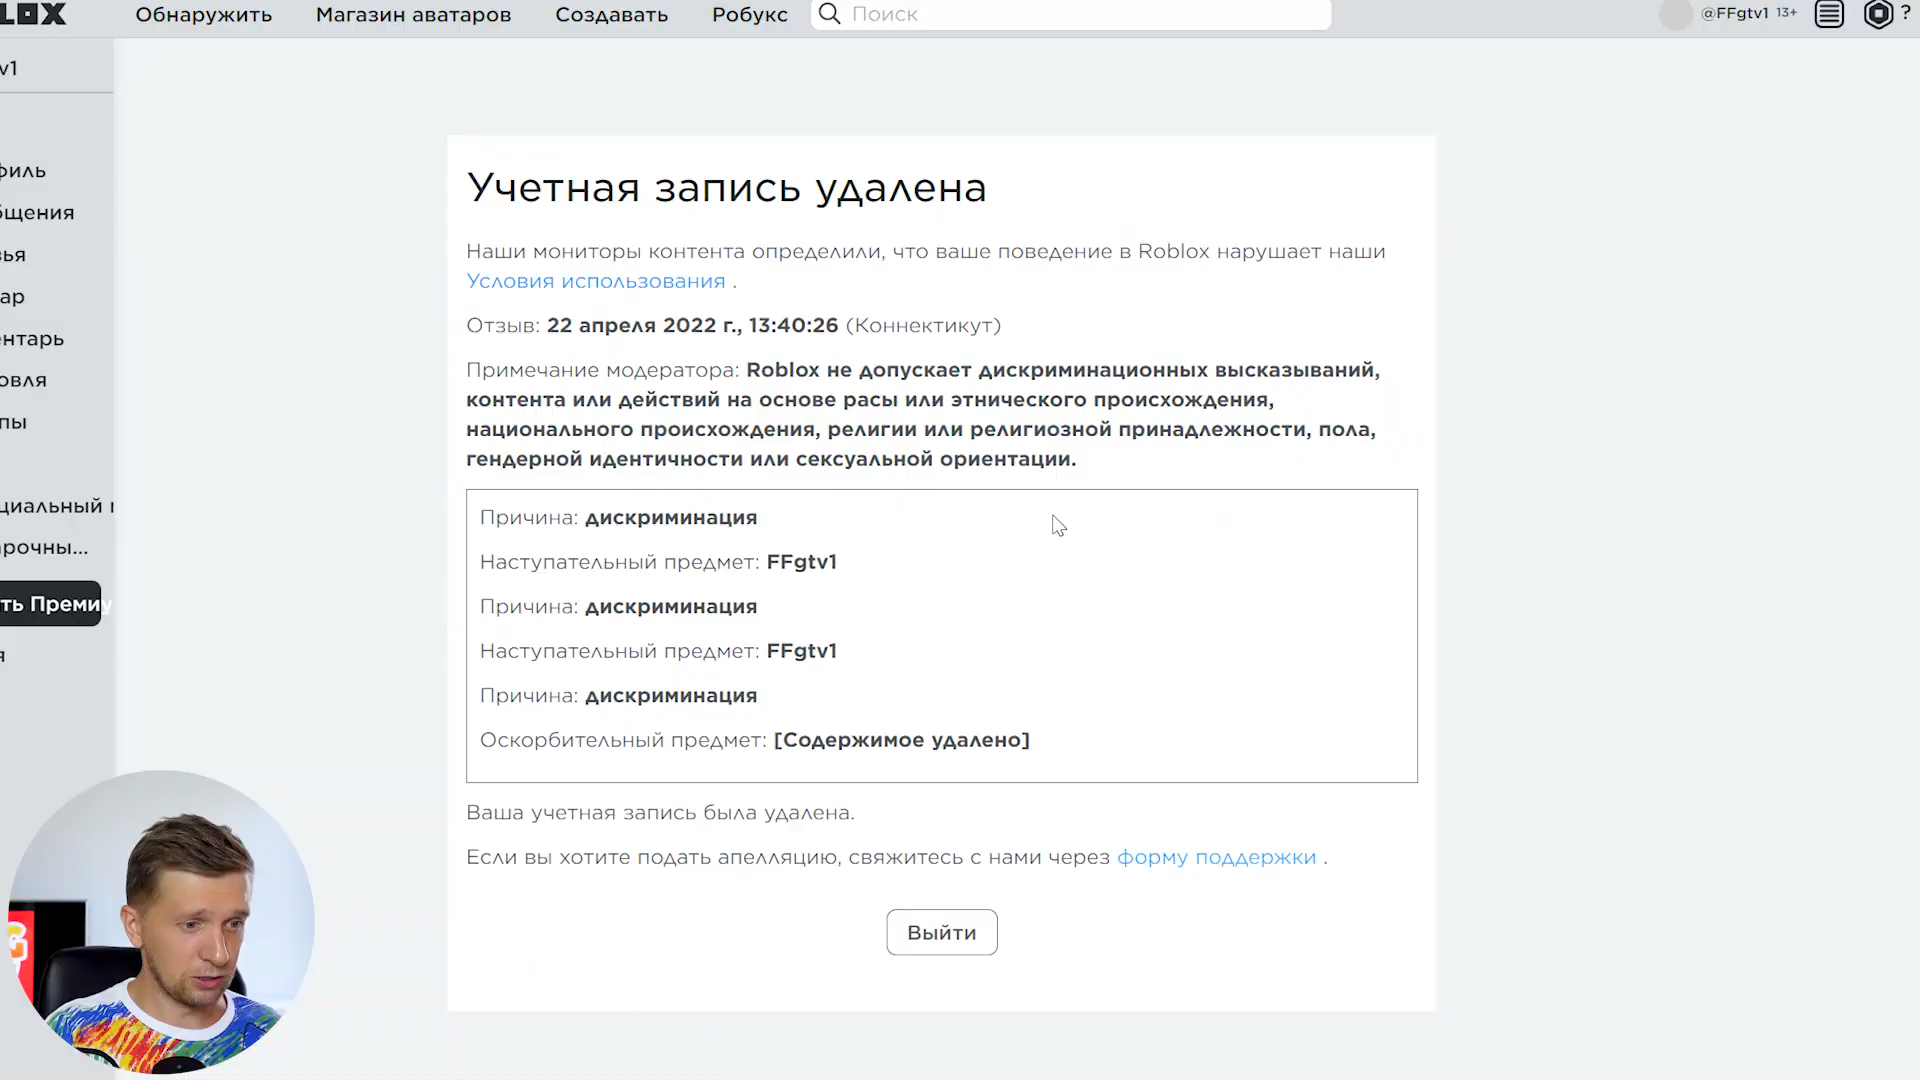 LOX Обнаружить Магазин аватаров Создавать Робукс Поиск @FFgtv1 13+ ?
v1
филь
бщения
ья
ар
ентарь
овля
пы
циальный
арочны...
ть Премиу
я
Учетная запись удалена
Наши мониторы контента определили, что ваше поведение в Roblox нарушает наши
Условия использования .
Отзыв: 22 апреля 2022 г., 13:40:26 (Коннектикут)
Примечание модератора: Roblox не допускает дискриминационных высказываний,
контента или действий на основе расы или этнического происхождения,
национального происхождения, религии или религиозной принадлежности, пола,
гендерной идентичности или сексуальной ориентации.
Причина: дискриминация
Наступательный предмет: FFgtv1
Причина: дискриминация
Наступательный предмет: FFgtv1
Причина: дискриминация
Оскорбительный предмет: [Содержимое удалено]
Ваша учетная запись была удалена.
Если вы хотите подать апелляцию, свяжитесь с нами через форму поддержки .
Выйти